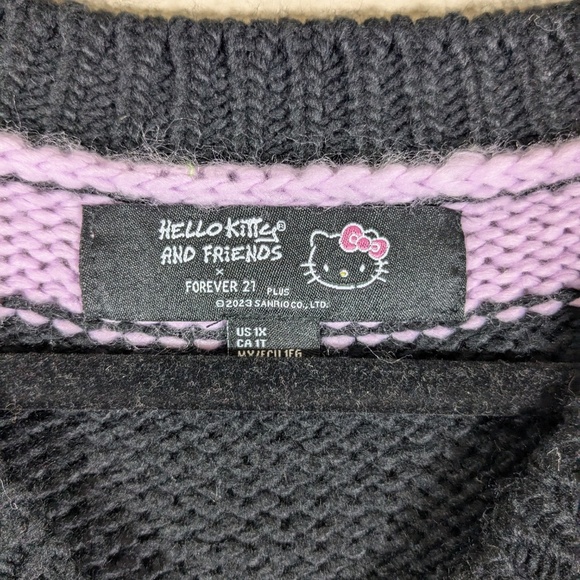 HELLO KITTY®
AND FRIENDS
×
FOREVER 21 PLUS
©2023 SANRIO CO., LTD.
US 1X
CA 1T